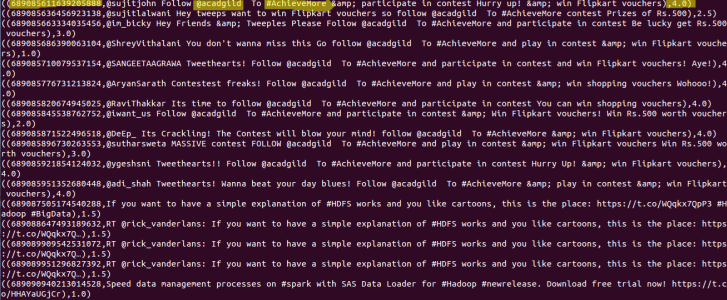 ((689085611639205888,@sujitjohn Follow @acadgild  To #AchieveMore &amp; participate in contest Hurry up! &amp; win Flipkart vouchers),4.0)
((689085636456923138,@sujitlalwani Hey tweeps want to win Flipkart vouchers so follow @acadgild  To #AchieveMore contest Prizes of Rs.500),2.5)
((689085663334035456,@im_bicky Hey Friends &amp; Tweeples Please Follow @acadgild  To #AchieveMore and participate in contest Be lucky get Rs.500
vouchers),3.0)
((689085686390063104,@ShreyVithalani You don't wanna miss this Go follow @acadgild  To #AchieveMore and play in contest  &amp; win Flipkart vounche
rs),1.0)
((689085710079537154,@SANGEETAAGRAWA Tweethearts! Follow @acadgild  To #AchieveMore and participate in contest and win Flipkart vouchers! Aye!),4
.0)
((689085776731213824,@AryanSarath Contestest freaks! Follow @acadgild  To #AchieveMore and play in contest &amp; win shopping vouchers Wohooo!),4.
0)
((689085820674945025,@RaviThakkar Its time to follow @acadgild  To #AchieveMore and participate in contest You can win shopping vouchers),4.0)
((689085845538762752,@iwant_us Follow @acadgild  To #AchieveMore and participate in contest  &amp; Win Flipkart vouchers! Win Rs.500 worth voucher
s),2.0)
((689085871522496518,@DeEp_ Its Crackling! The Contest will blow your mind! follow @acadgild  To #AchieveMore &amp; win Flipkart vouchers),4.0)
((689085896730263553,@sutharsweta MASSIVE contest FOLLOW @acadgild  To #AchieveMore and play in contest &amp; win Flipkart vouchers Win Rs.500 wo
rth vouchers),3.0)
((689085921854124032,@ygeshsni Tweethearts!! Follow @acadgild  To #AchieveMore and participate in contest Hurry Up! &amp; win Flipkart vouchers),
4.0)
((689085951352680448,@adi_shah Tweethearts! Wanna beat your day blues! Follow @acadgild  To #AchieveMore &amp; play in contest &amp; win Flipkart v
ouchers),4.0)
((689087505174540288,If you want to have a simple explanation of #HDFS works and you like cartoons, this is the place: https://t.co/WQqkx7QpP3 #H
adoop #BigData),1.5)
((689088647493189632,RT @rick_vanderlans: If you want to have a simple explanation of #HDFS works and you like cartoons, this is the place: https
://t.co/WQqkx7Q…),1.5)
((689089909542531072,RT @rick_vanderlans: If you want to have a simple explanation of #HDFS works and you like cartoons, this is the place: https
://t.co/WQqkx7Q…),1.5)
((689089951296827392,RT @rick_vanderlans: If you want to have a simple explanation of #HDFS works and you like cartoons, this is the place: https
://t.co/WQqkx7Q…),1.5)
((689090940213014528,Speed data management processes on #spark with SAS Data Loader for #Hadoop #newrelease. Download free trial now! https://t.c
o/HHAYaUGjCr),1.0)